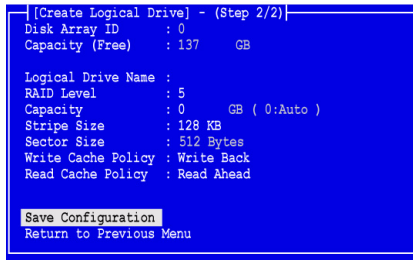 [Create Logical Drive] - (Step 2/2)
Disk Array ID : 0
Capacity (Free) : 137 GB
Logical Drive Name :
RAID Level : 5
Capacity : 0 GB ( 0:Auto )
Stripe Size : 128 KB
Sector Size : 512 Bytes
Write Cache Policy : Write Back
Read Cache Policy : Read Ahead
Save Configuration
Return to Previous Menu